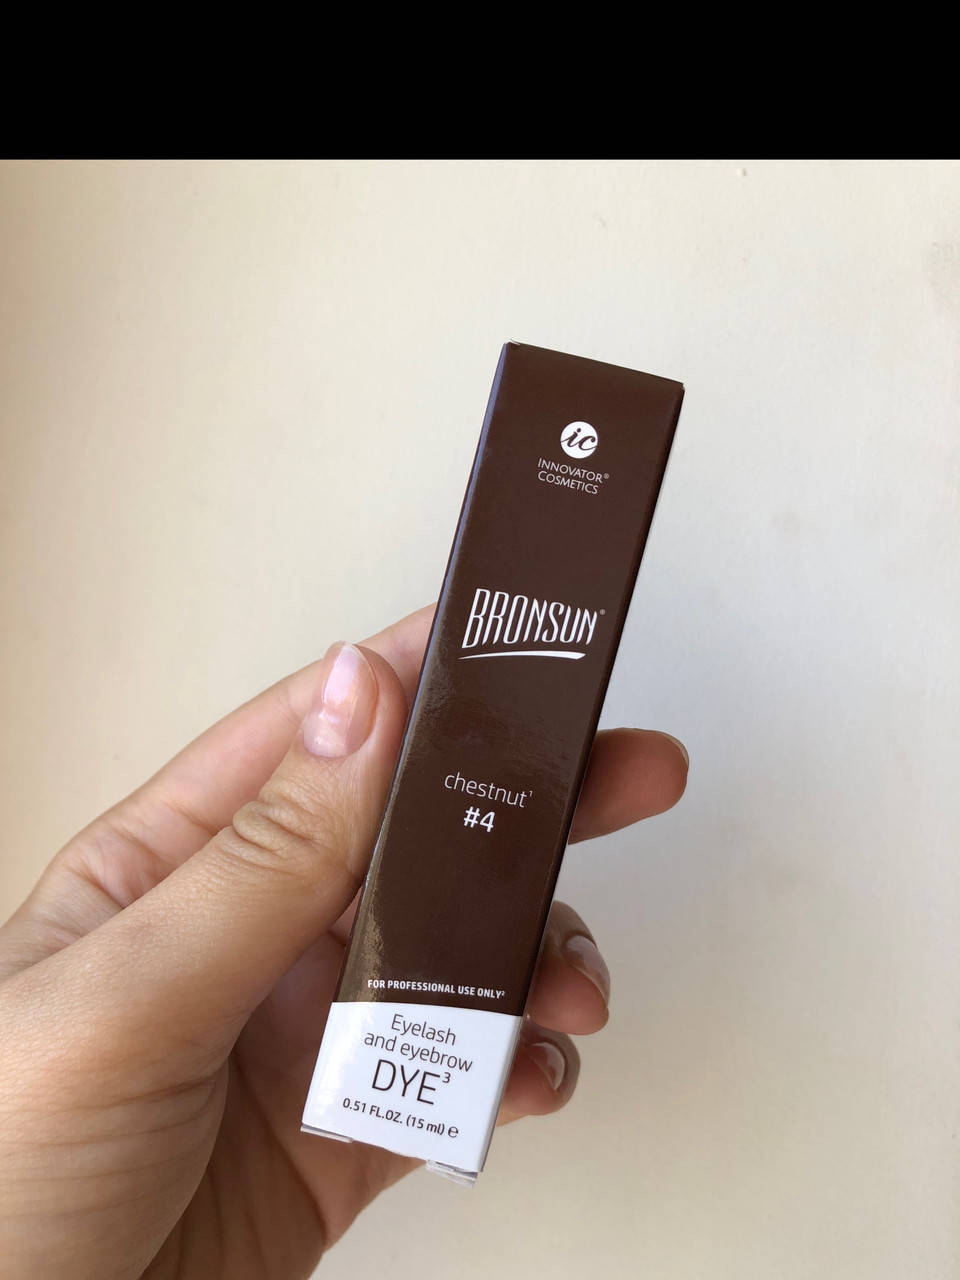 ic
INNOVATOR®
COSMETICS
BRONSUN®
chestnut¹
#4
FOR PROFESSIONAL USE ONLY²
Eyelash
and eyebrow
DYE³
0.51 FL.OZ. (15 ml) ℮